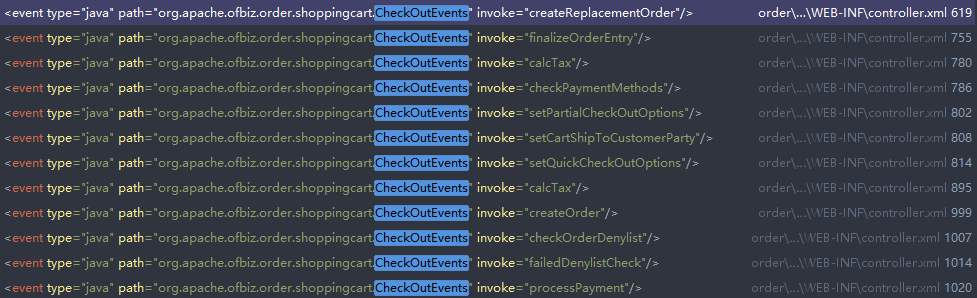 <event type="java" path="org.apache.ofbiz.order.shoppingcart.CheckOutEvents" invoke="createReplacementOrder"/> order\...\WEB-INF\controller.xml 619
<event type="java" path="org.apache.ofbiz.order.shoppingcart.CheckOutEvents" invoke="finalizeOrderEntry"/> order\...\WEB-INF\controller.xml 755
<event type="java" path="org.apache.ofbiz.order.shoppingcart.CheckOutEvents" invoke="calcTax"/> order\...\WEB-INF\controller.xml 780
<event type="java" path="org.apache.ofbiz.order.shoppingcart.CheckOutEvents" invoke="checkPaymentMethods"/> order\...\WEB-INF\controller.xml 786
<event type="java" path="org.apache.ofbiz.order.shoppingcart.CheckOutEvents" invoke="setPartialCheckOutOptions"/> order\...\WEB-INF\controller.xml 802
<event type="java" path="org.apache.ofbiz.order.shoppingcart.CheckOutEvents" invoke="setCartShipToCustomerParty"/> order\...\WEB-INF\controller.xml 808
<event type="java" path="org.apache.ofbiz.order.shoppingcart.CheckOutEvents" invoke="setQuickCheckOutOptions"/> order\...\WEB-INF\controller.xml 814
<event type="java" path="org.apache.ofbiz.order.shoppingcart.CheckOutEvents" invoke="calcTax"/> order\...\WEB-INF\controller.xml 895
<event type="java" path="org.apache.ofbiz.order.shoppingcart.CheckOutEvents" invoke="createOrder"/> order\...\WEB-INF\controller.xml 999
<event type="java" path="org.apache.ofbiz.order.shoppingcart.CheckOutEvents" invoke="checkOrderDenylist"/> order\...\WEB-INF\controller.xml 1007
<event type="java" path="org.apache.ofbiz.order.shoppingcart.CheckOutEvents" invoke="failedDenylistCheck"/> order\...\WEB-INF\controller.xml 1014
<event type="java" path="org.apache.ofbiz.order.shoppingcart.CheckOutEvents" invoke="processPayment"/> order\...\WEB-INF\controller.xml 1020